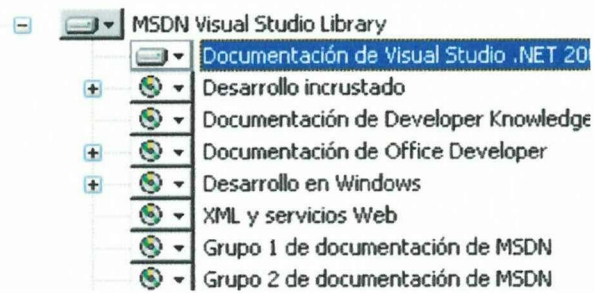 MSDN Visual Studio Library
Documentación de Visual Studio .NET
Desarrollo incrustado
Documentación de Developer Knowledge
Documentación de Office Developer
Desarrollo en Windows
XML y servicios Web
Grupo 1 de documentación de MSDN
Grupo 2 de documentación de MSDN